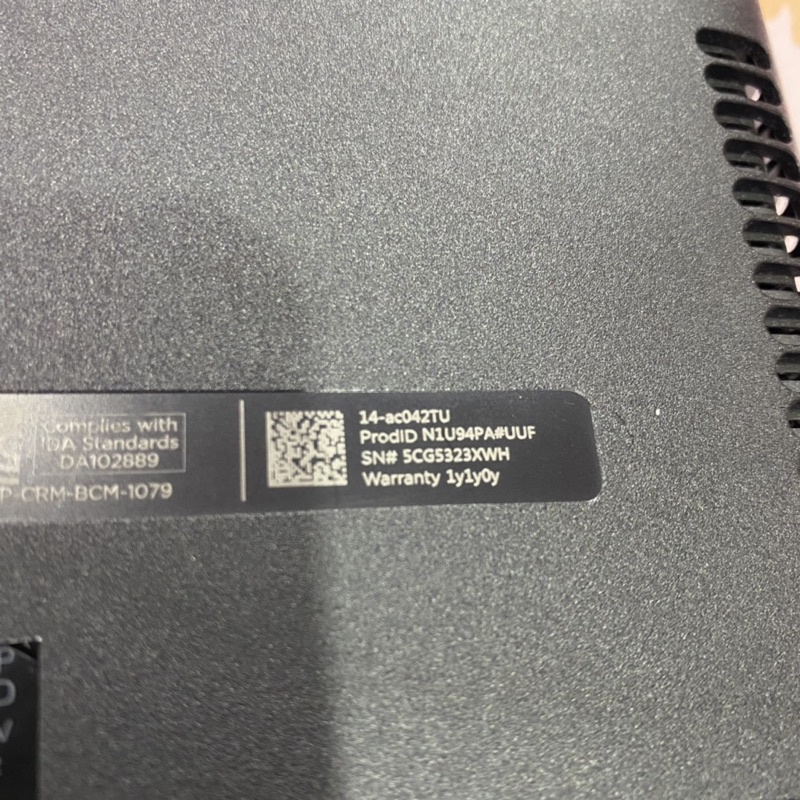 Complies with
IDA Standards
DA102889
P-CRM-BCM-1079
14-ac042TU
ProdID N1U94PA#UUF
SN# 5CG5323XWH
Warranty 1y1y0y